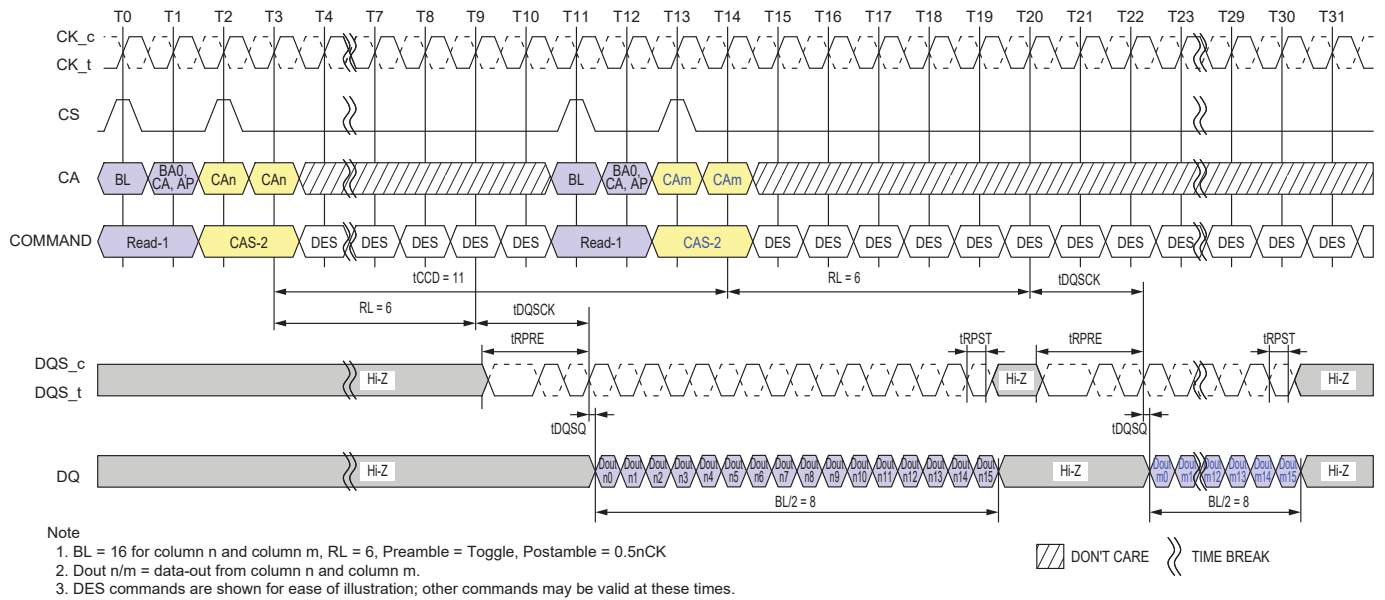 T0 T1 T2 T3 T4 T7 T8 T9 T10 T11 T12 T13 T14 T15 T16 T17 T18 T19 T20 T21 T22 T23 T29 T30 T31
CK_c
CK_t
CS
CA BL BA0, CA, AP CAn CAn BL BA0, CA, AP CAm CAm
COMMAND Read-1 CAS-2 DES DES DES DES DES Read-1 CAS-2 DES DES DES DES DES DES DES DES DES DES DES DES
tCCD = 11 RL = 6 tDQSCK
RL = 6 tDQSCK
tRPRE tRPST tRPRE tRPST
DQS_c
DQS_t
Hi-Z Hi-Z Hi-Z
tDQSQ tDQSQ
DQ Hi-Z Dout n0 Dout n1 Dout n2 Dout n3 Dout n4 Dout n5 Dout n6 Dout n7 Dout n8 Dout n9 Dout n10 Dout n11 Dout n12 Dout n13 Dout n14 Dout n15 Hi-Z Dout m0 Dout m1 Dout m12 Dout m13 Dout m14 Dout m15 Hi-Z
BL/2 = 8 BL/2 = 8
Note
1. BL = 16 for column n and column m, RL = 6, Preamble = Toggle, Postamble = 0.5nCK
2. Dout n/m = data-out from column n and column m.
3. DES commands are shown for ease of illustration; other commands may be valid at these times.
DON'T CARE TIME BREAK